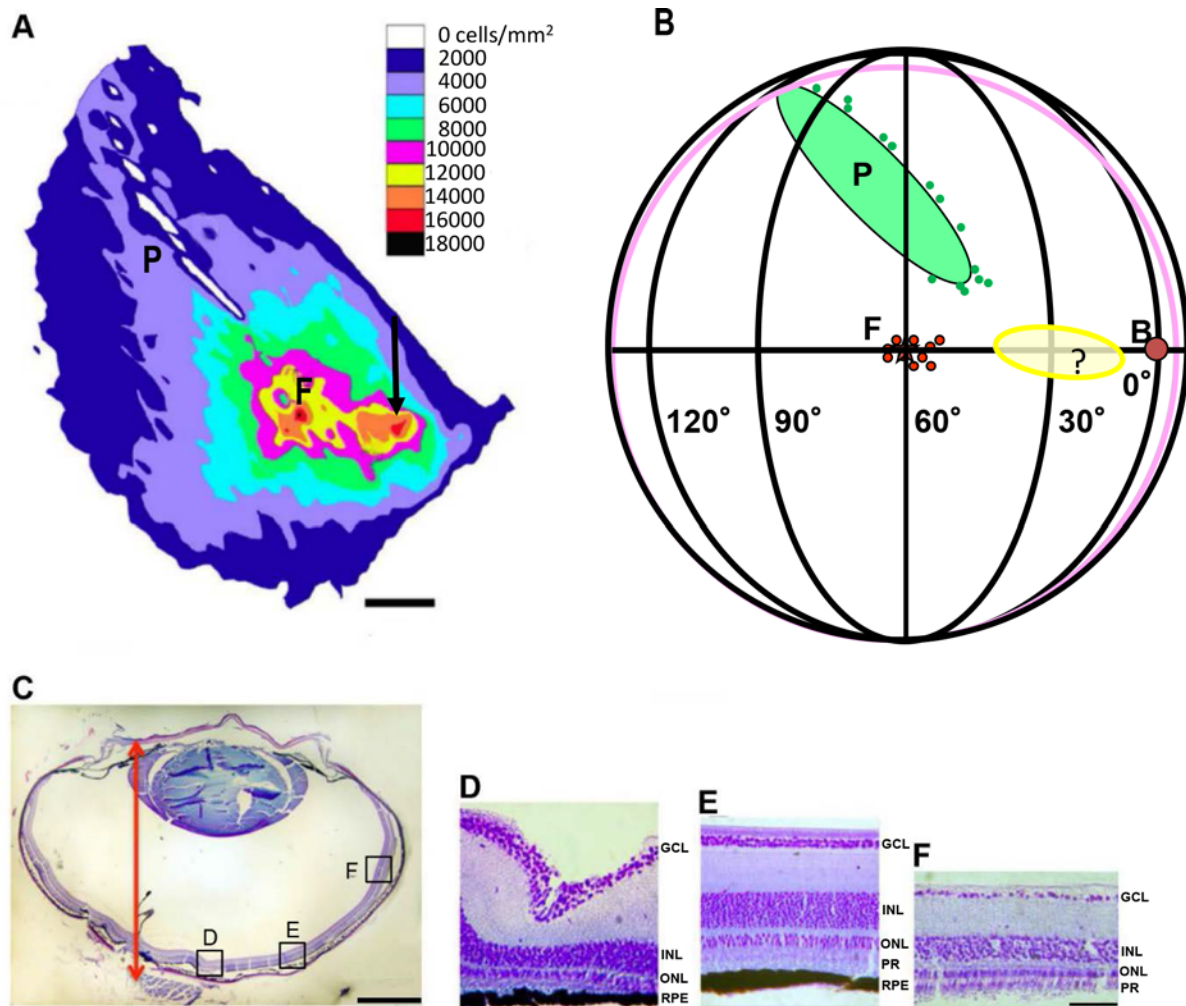 A
0 cells/mm²
2000
4000
6000
8000
10000
12000
14000
16000
18000
P
F
B
P
F
B
?
0°
120°
90°
60°
30°
C
F
D
E
D
GCL
INL
ONL
RPE
E
GCL
INL
ONL
PR
RPE
F
GCL
INL
ONL
PR